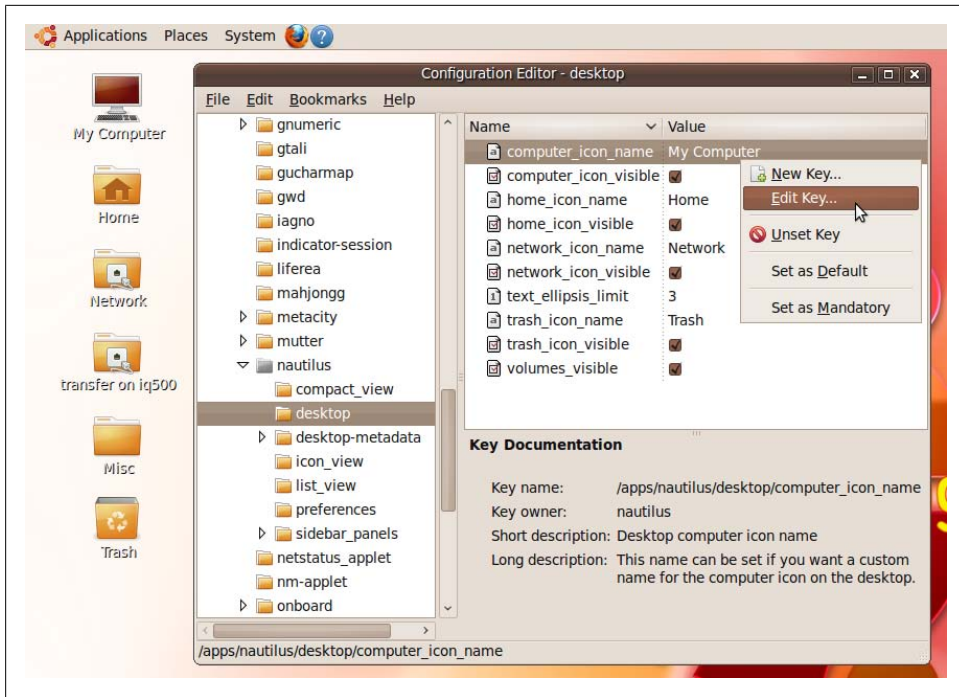 Applications Places System
My Computer
Home
Network
transfer on iq500
Misc
Trash
Configuration Editor - desktop
File Edit Bookmarks Help
gnumeric
gtali
gucharmap
gwd
iagno
indicator-session
liferea
mahjongg
metacity
mutter
nautilus
compact_view
desktop
desktop-metadata
icon_view
list_view
preferences
sidebar_panels
netstatus_applet
nm-applet
onboard
Name Value
computer_icon_name My Computer
computer_icon_visible
home_icon_name Home
home_icon_visible
network_icon_name Network
network_icon_visible
text_ellipsis_limit 3
trash_icon_name Trash
trash_icon_visible
volumes_visible
New Key...
Edit Key...
Unset Key
Set as Default
Set as Mandatory
Key Documentation
Key name: /apps/nautilus/desktop/computer_icon_name
Key owner: nautilus
Short description: Desktop computer icon name
Long description: This name can be set if you want a custom
name for the computer icon on the desktop.
/apps/nautilus/desktop/computer_icon_name